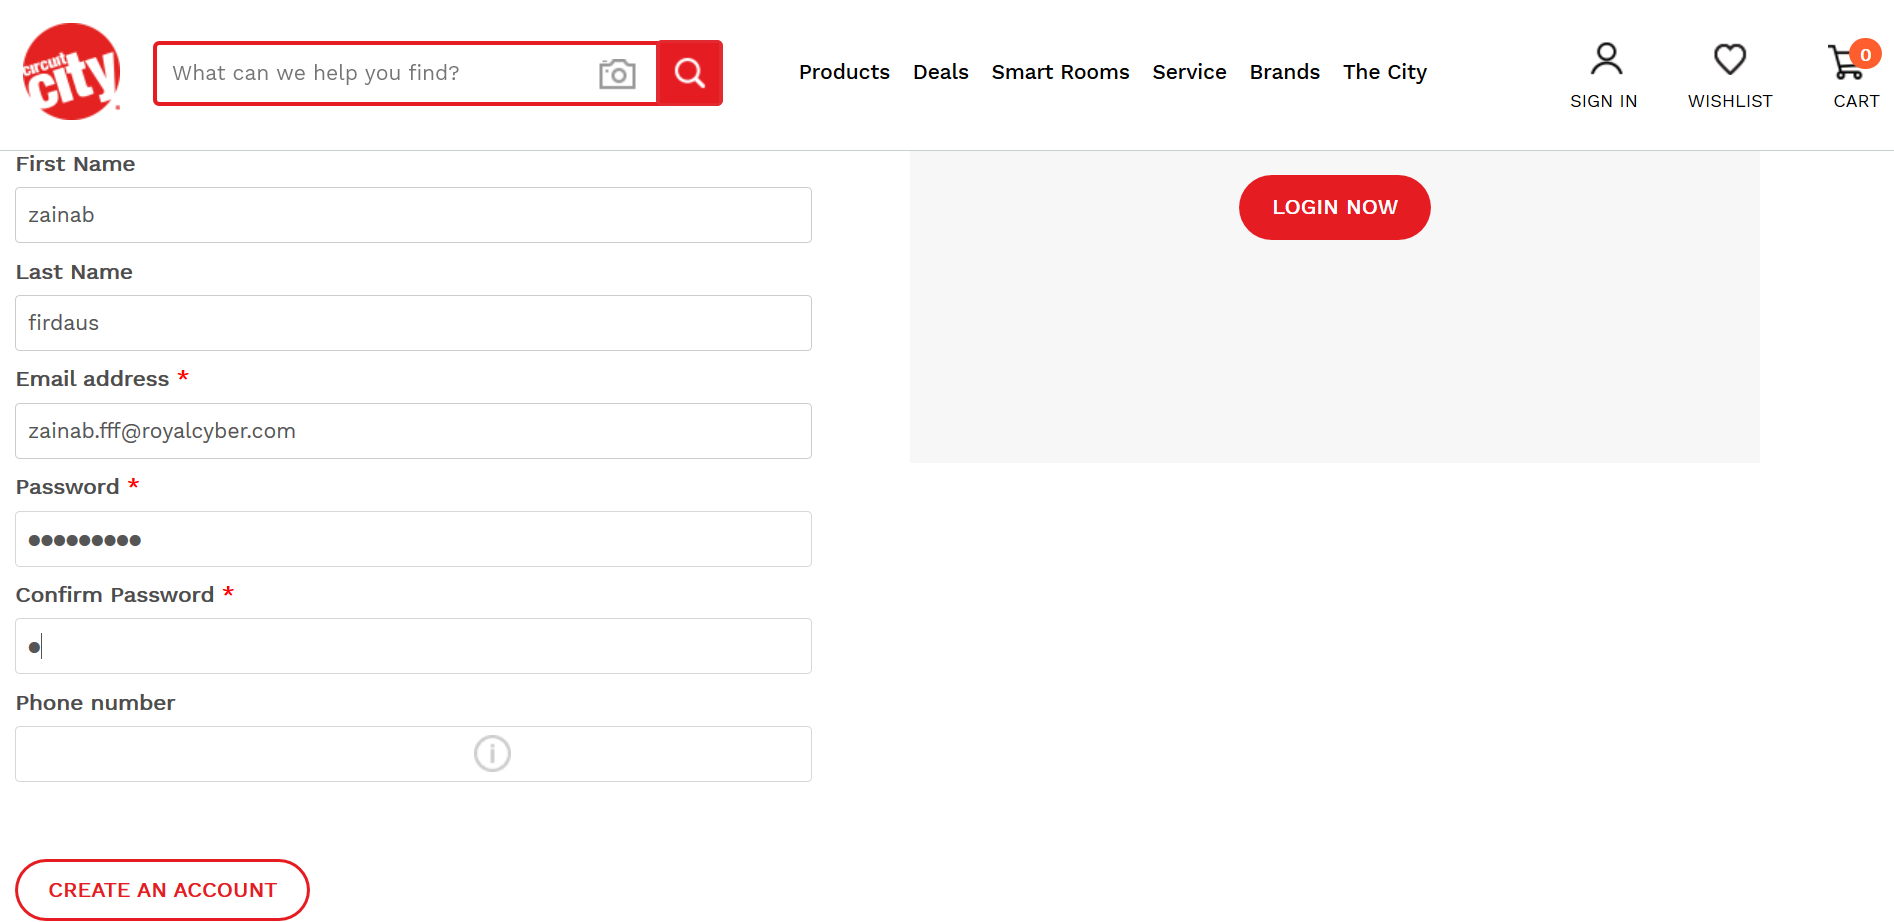 circuit
city
What can we help you find?
Products Deals Smart Rooms Service Brands The City
SIGN IN
WISHLIST
0
CART
First Name
zainab
Last Name
firdaus
Email address *
zainab.fff@royalcyber.com
Password *
●●●●●●●●●
Confirm Password *
●
Phone number
i
CREATE AN ACCOUNT
LOGIN NOW